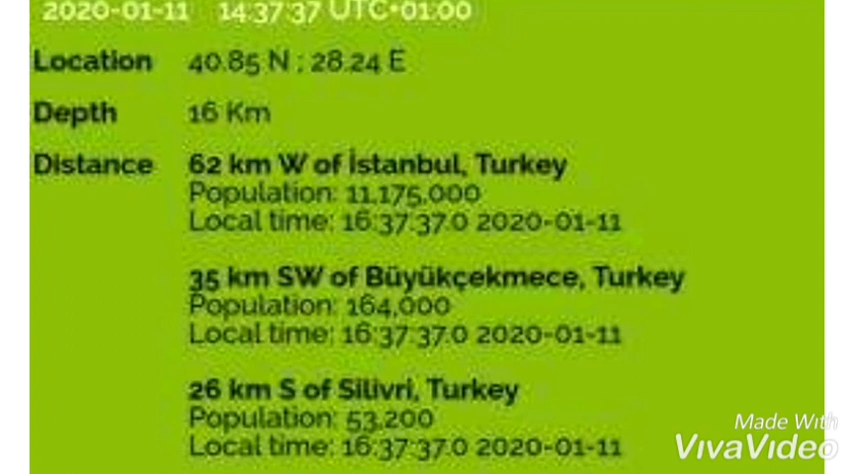 2020-01-11 14:37:37 UTC+01:00
Location 40.85 N ; 28.24 E
Depth 16 Km
Distance 62 km W of İstanbul, Turkey
Population: 11,175,000
Local time: 16:37:37.0 2020-01-11
35 km SW of Büyükçekmece, Turkey
Population: 164,000
Local time: 16:37:37.0 2020-01-11
26 km S of Silivri, Turkey
Population: 53,200
Local time: 16:37:37.0 2020-01-11
Made With
VivaVideo